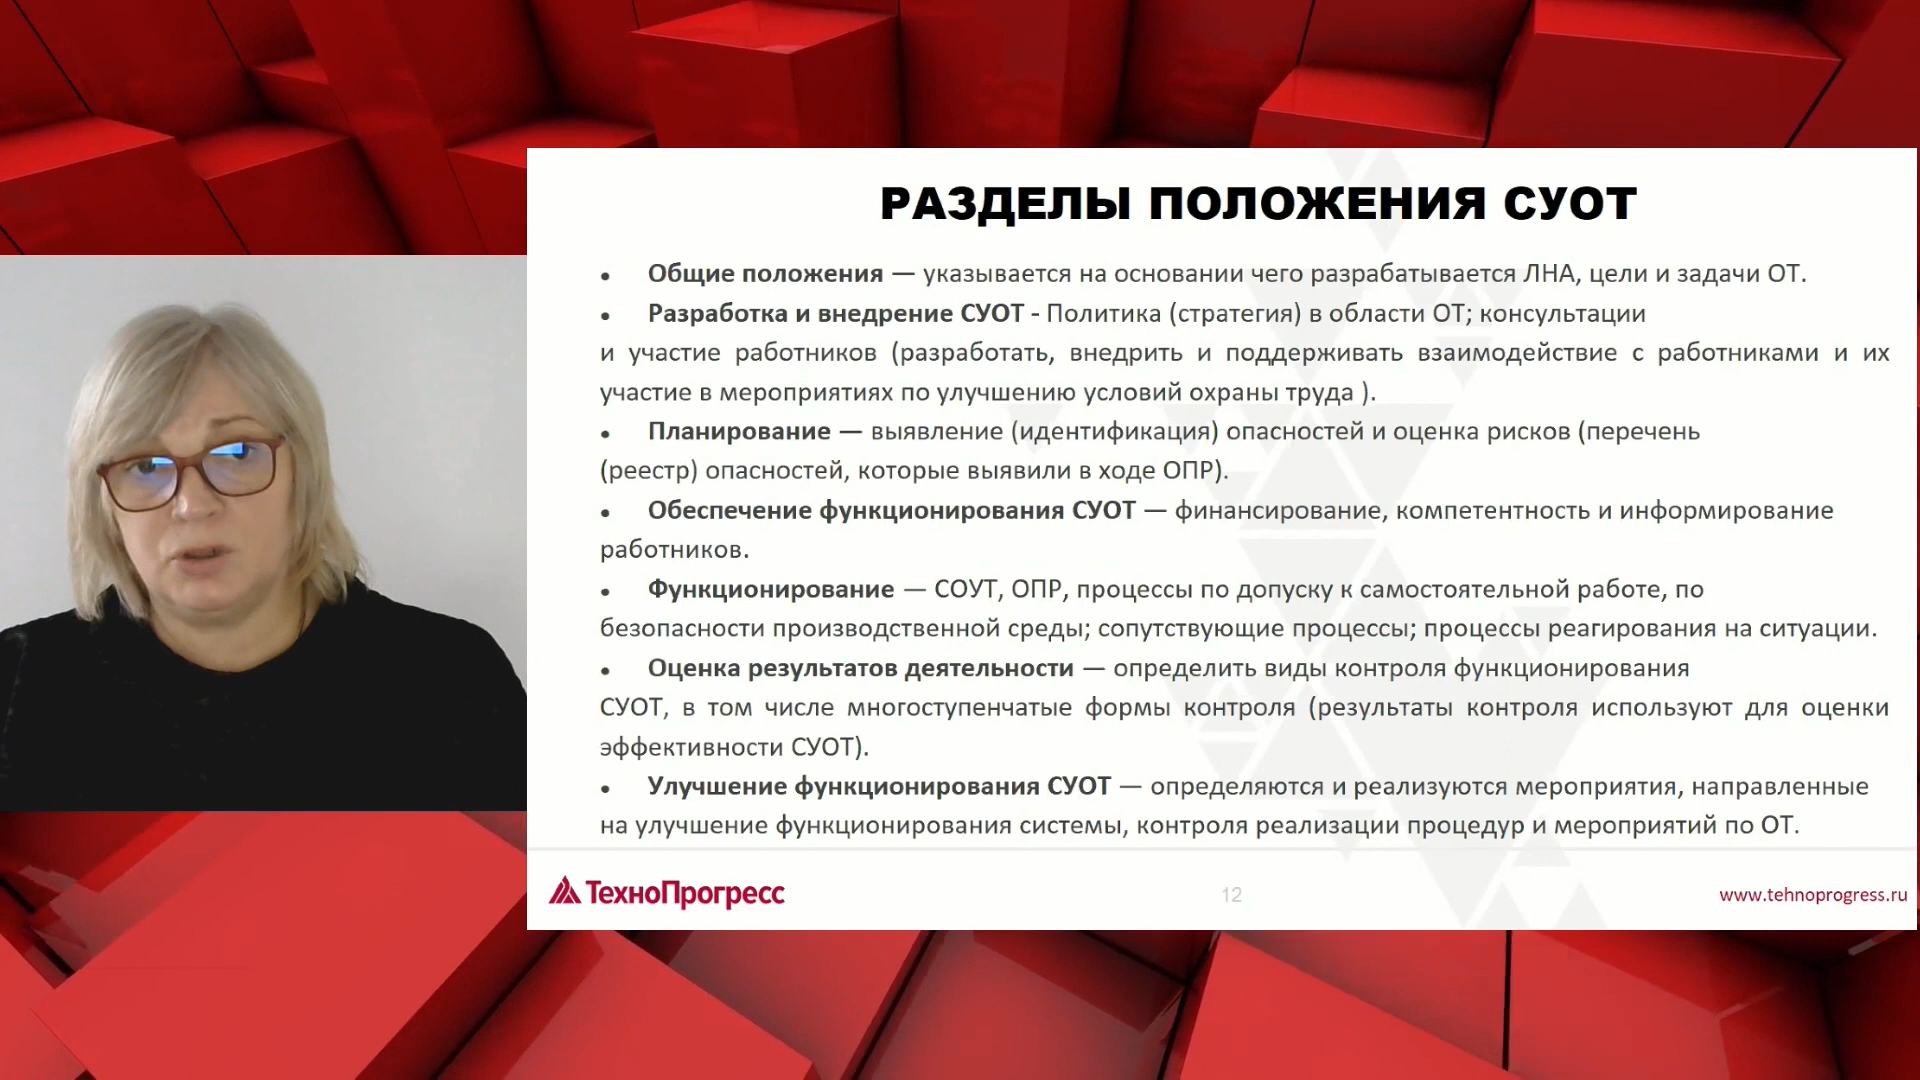 РАЗДЕЛЫ ПОЛОЖЕНИЯ СУОТ
• Общие положения — указывается на основании чего разрабатывается ЛНА, цели и задачи ОТ.
• Разработка и внедрение СУОТ - Политика (стратегия) в области ОТ; консультации
и участие работников (разработать, внедрить и поддерживать взаимодействие с работниками и их
участие в мероприятиях по улучшению условий охраны труда ).
• Планирование — выявление (идентификация) опасностей и оценка рисков (перечень
(реестр) опасностей, которые выявили в ходе ОПР).
• Обеспечение функционирования СУОТ — финансирование, компетентность и информирование
работников.
• Функционирование — СОУТ, ОПР, процессы по допуску к самостоятельной работе, по
безопасности производственной среды; сопутствующие процессы; процессы реагирования на ситуации.
• Оценка результатов деятельности — определить виды контроля функционирования
СУОТ, в том числе многоступенчатые формы контроля (результаты контроля используют для оценки
эффективности СУОТ).
• Улучшение функционирования СУОТ — определяются и реализуются мероприятия, направленные
на улучшение функционирования системы, контроля реализации процедур и мероприятий по ОТ.
ТехноПрогресс
12
www.tehnoprogress.ru